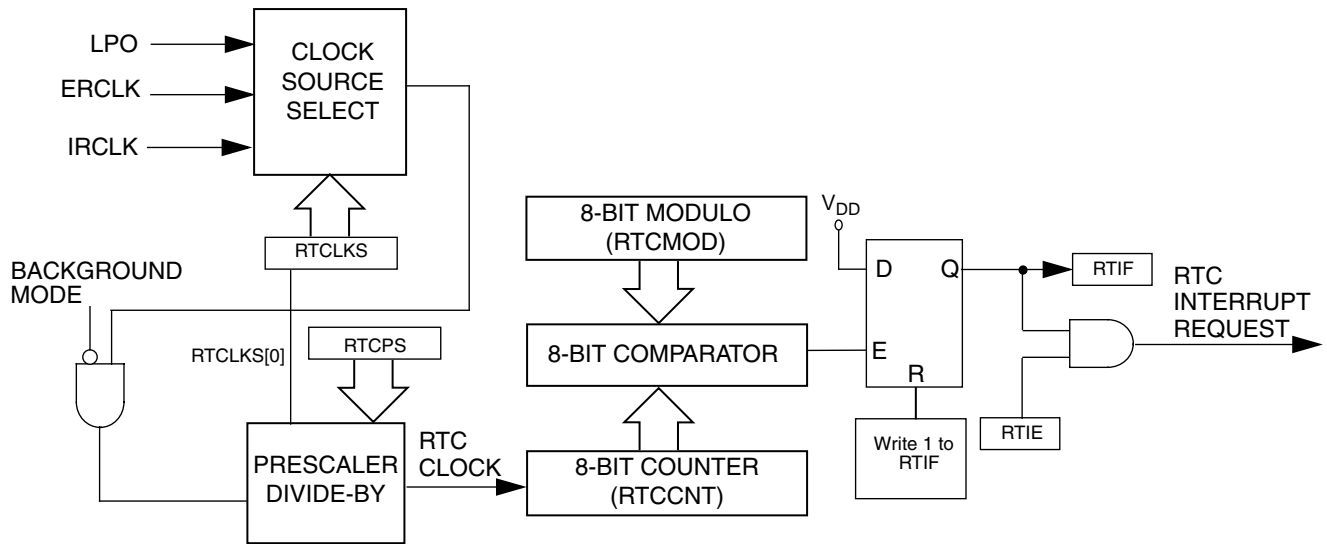 LPO
ERCLK
IRCLK
CLOCK
SOURCE
SELECT
RTCLKS
BACKGROUND
MODE
RTCLKS[0]
RTCPS
PRESCALER
DIVIDE-BY
RTC
CLOCK
8-BIT MODULO
(RTCMOD)
8-BIT COMPARATOR
8-BIT COUNTER
(RTCCNT)
VDD
D
Q
E
R
Write 1 to
RTIF
RTIF
RTIE
RTC
INTERRUPT
REQUEST